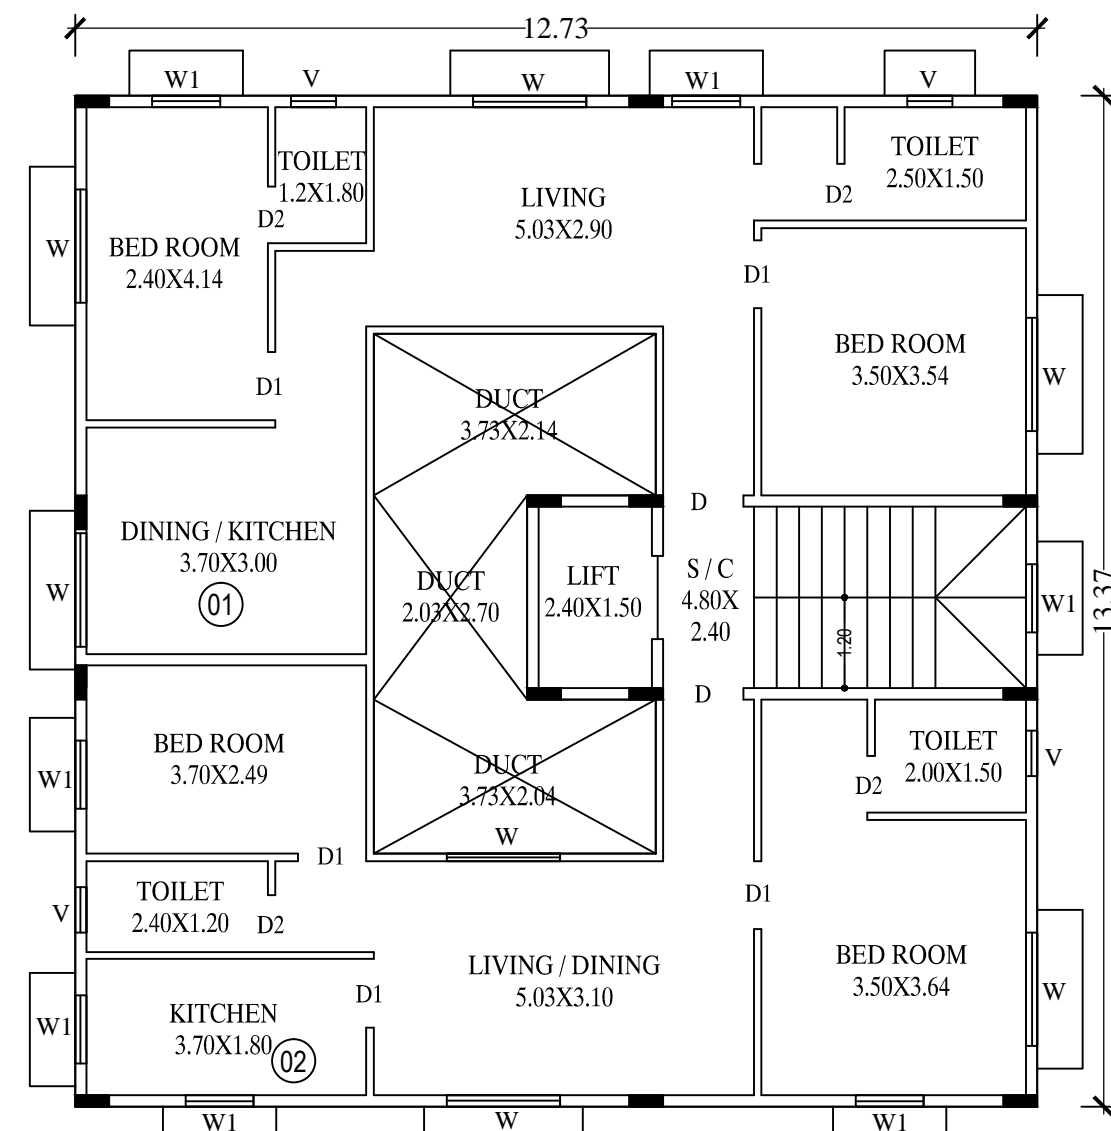 12.73
W1
V
W
W1
V
TOILET
1.2X1.80
D2
BED ROOM
2.40X4.14
W
LIVING
5.03X2.90
TOILET
2.50X1.50
D2
D1
BED ROOM
3.50X3.54
W
D1
DUCT
3.73X2.14
D
DINING / KITCHEN
3.70X3.00
01
W
DUCT
2.03X2.70
LIFT
2.40X1.50
S / C
4.80X
2.40
1.20
W1
13.37
D
BED ROOM
3.70X2.49
W1
DUCT
3.73X2.04
W
TOILET
2.00X1.50
D2
V
D1
TOILET
2.40X1.20
D2
V
D1
LIVING / DINING
5.03X3.10
BED ROOM
3.50X3.64
W
D1
KITCHEN
3.70X1.80
02
W1
W1
W
W1